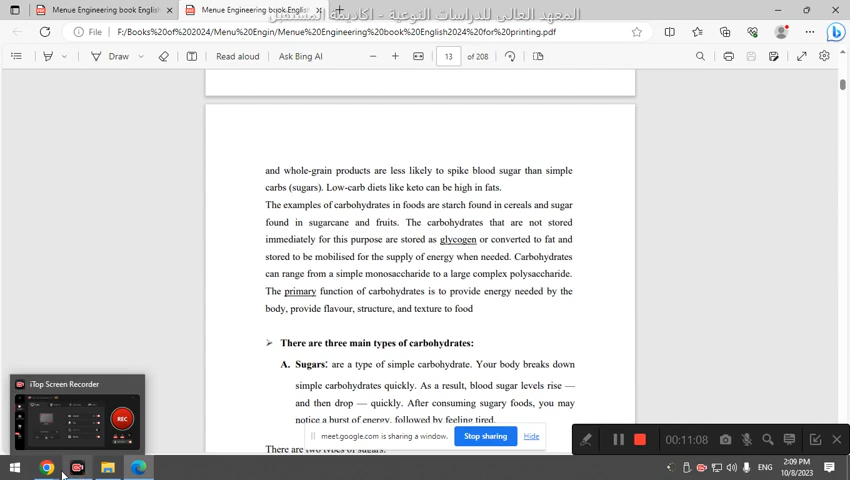 Menue Engineering book English
Menue Engineering book English
المعهد العالى للدراسات النوعية - اكاديمة المستقبل
File
F:/Books%20of%202024/Menu%20Engin/Menue%20Engineering%20book%20English2024%20for%20printing.pdf
Draw
Read aloud
Ask Bing AI
13
of 208
and whole-grain products are less likely to spike blood sugar than simple
carbs (sugars). Low-carb diets like keto can be high in fats.
The examples of carbohydrates in foods are starch found in cereals and sugar
found in sugarcane and fruits. The carbohydrates that are not stored
immediately for this purpose are stored as glycogen or converted to fat and
stored to be mobilised for the supply of energy when needed. Carbohydrates
can range from a simple monosaccharide to a large complex polysaccharide.
The primary function of carbohydrates is to provide energy needed by the
body, provide flavour, structure, and texture to food
➢ There are three main types of carbohydrates:
A. Sugars: are a type of simple carbohydrate. Your body breaks down
simple carbohydrates quickly. As a result, blood sugar levels rise —
and then drop — quickly. After consuming sugary foods, you may
notice a burst of energy, followed by feeling tired.
There are two types of sugars:
iTop Screen Recorder
REC
meet.google.com is sharing a window.
Stop sharing
Hide
00:11:08
ENG
2:09 PM
10/8/2023